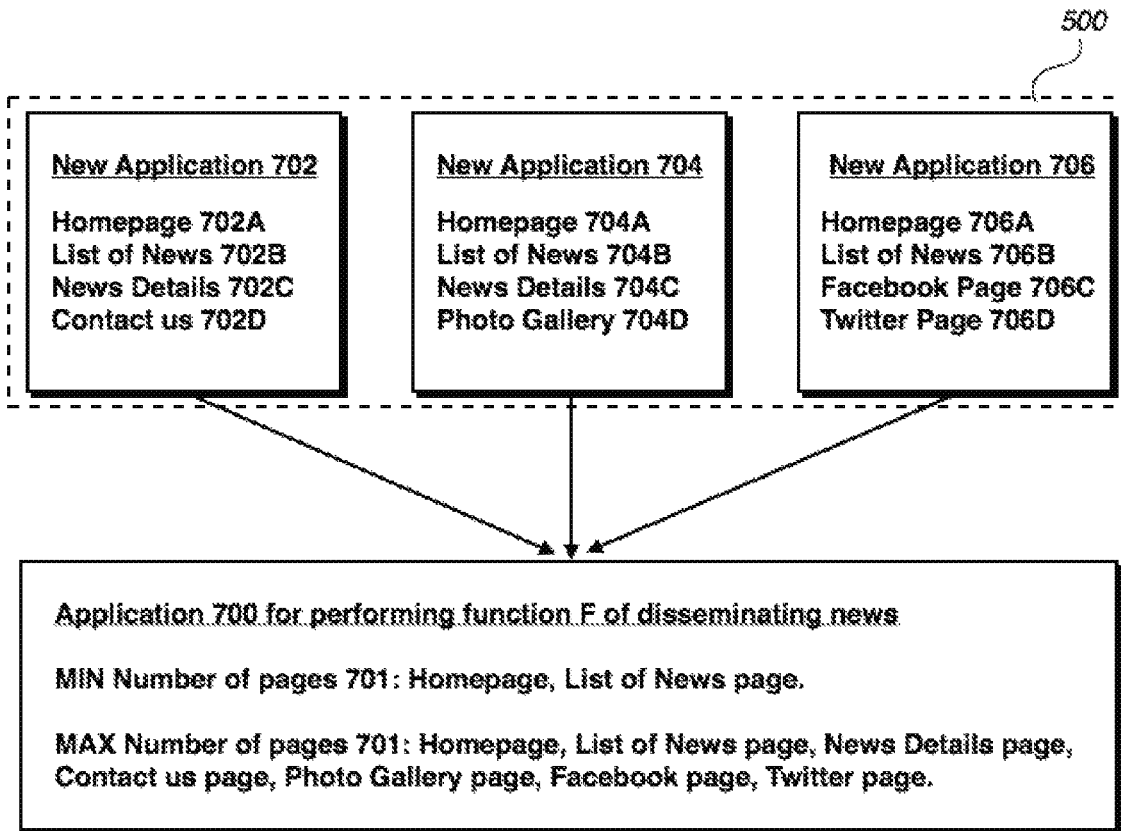 500
New Application 702
Homepage 702A
List of News 702B
News Details 702C
Contact us 702D
New Application 704
Homepage 704A
List of News 704B
News Details 704C
Photo Gallery 704D
New Application 706
Homepage 706A
List of News 706B
Facebook Page 706C
Twitter Page 706D
Application 700 for performing function F of disseminating news
MIN Number of pages 701: Homepage, List of News page.
MAX Number of pages 701: Homepage, List of News page, News Details page,
Contact us page, Photo Gallery page, Facebook page, Twitter page.